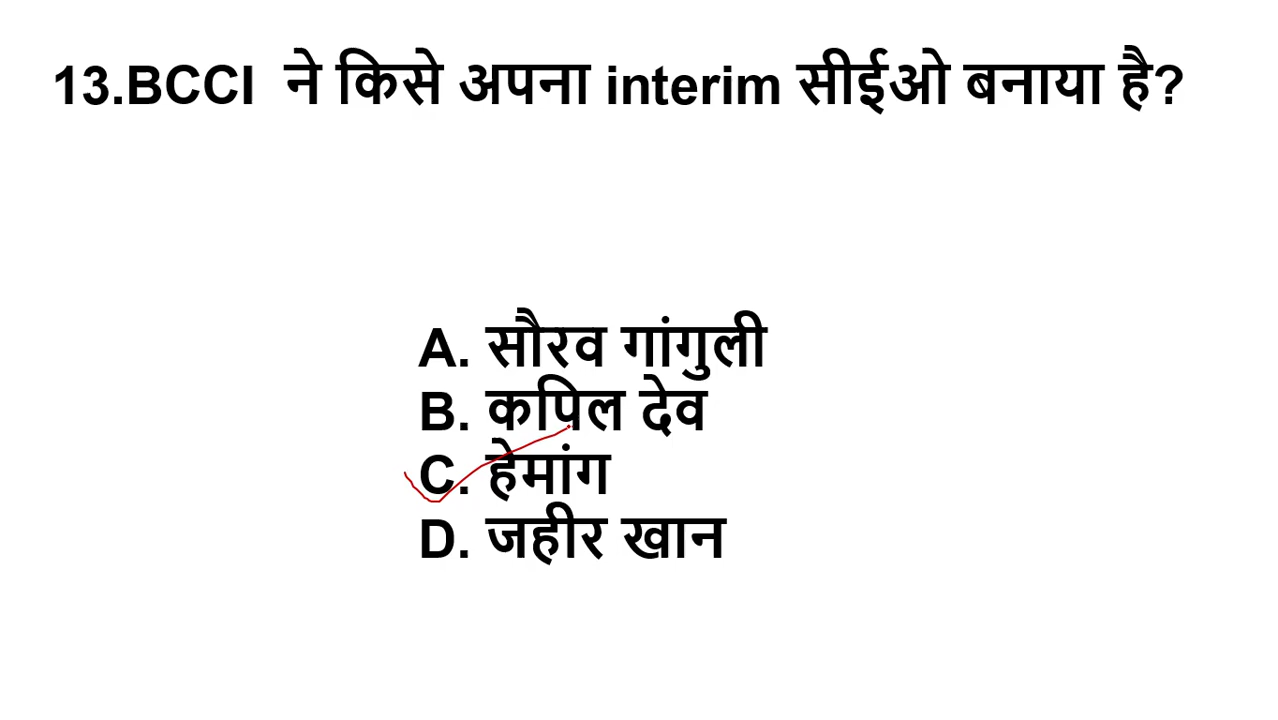 13.BCCI ने किसे अपना interim सीईओ बनाया है?
A. सौरव गांगुली
B. कपिल देव
C. हेमांग
D. जहीर खान